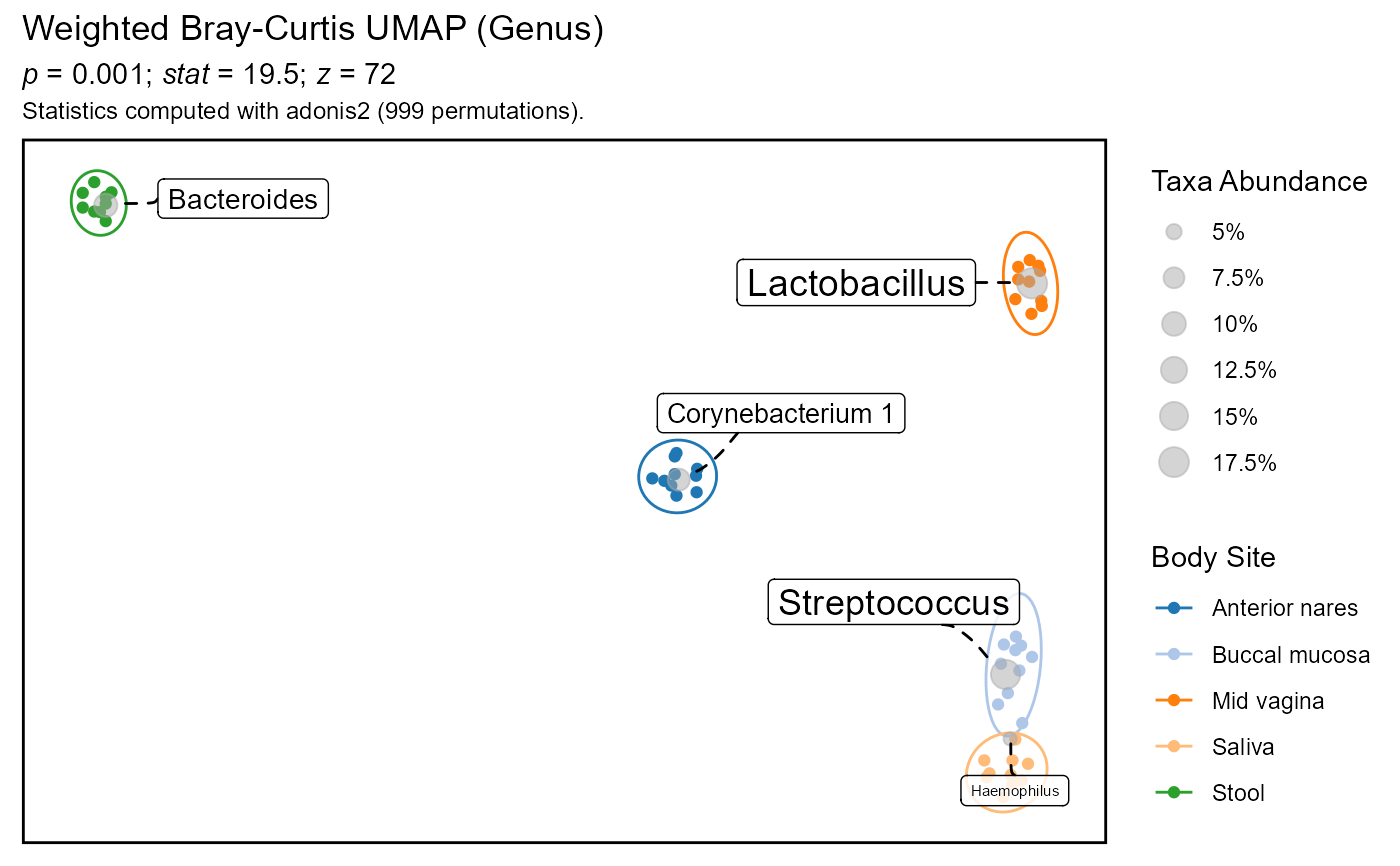 Weighted Bray-Curtis UMAP (Genus)
p = 0.001; stat = 19.5; z = 72
Statistics computed with adonis2 (999 permutations).
Bacteroides
Lactobacillus
Corynebacterium 1
Streptococcus
Haemophilus
Taxa Abundance
5%
7.5%
10%
12.5%
15%
17.5%
Body Site
Anterior nares
Buccal mucosa
Mid vagina
Saliva
Stool